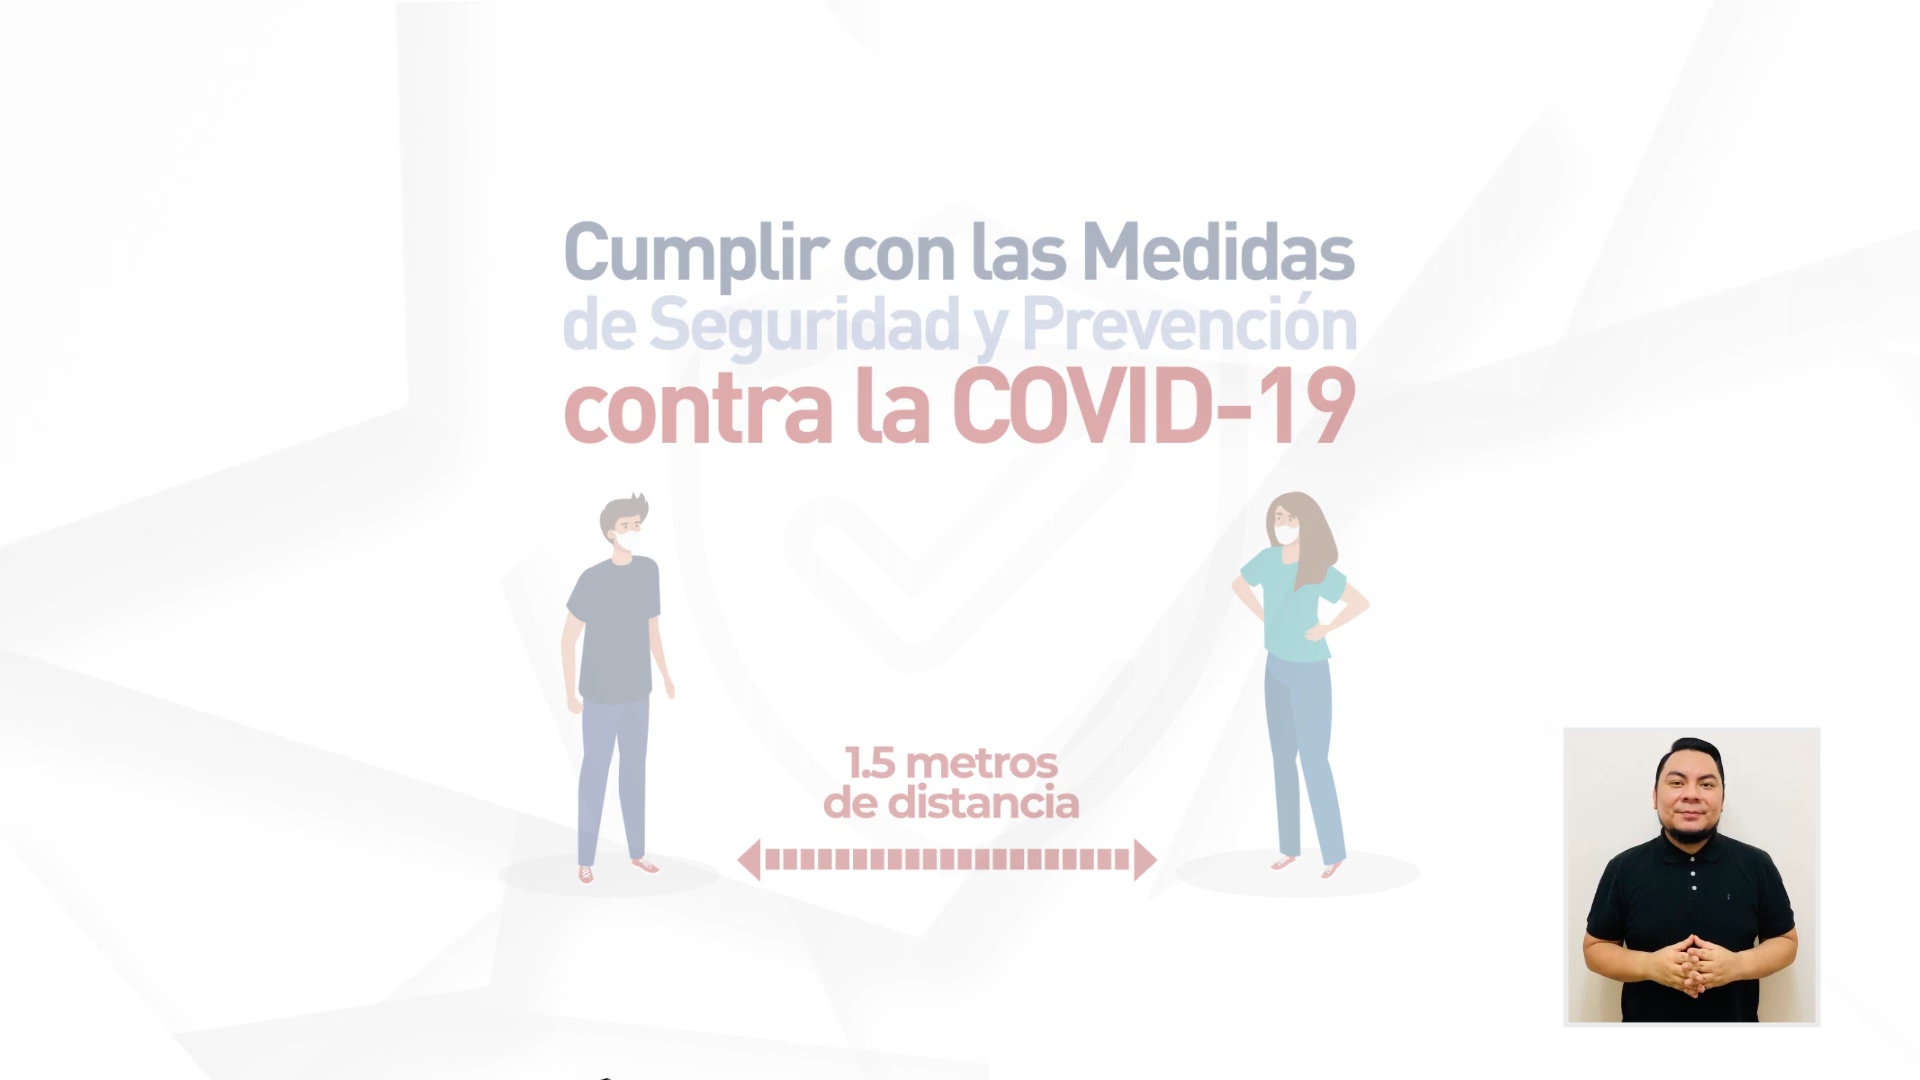 Cumplir con las Medidas
de Seguridad y Prevención
contra la COVID-19
1.5 metros
de distancia